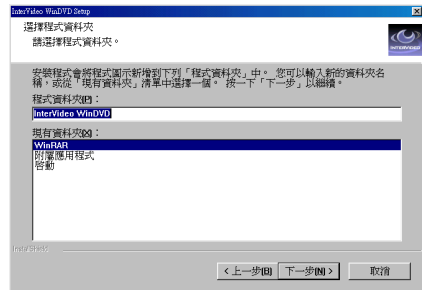 InterVideo WinDVD Setup
選擇程式資料夾
請選擇程式資料夾。
INTERVIDEO
安裝程式會將程式圖示新增到下列「程式資料夾」中。 您可以輸入新的資料夾名
稱，或從「現有資料夾」清單中選擇一個。 按一下「下一步」以繼續。
程式資料夾(P)：
InterVideo WinDVD
現有資料夾(X)：
WinRAR
附屬應用程式
啟動
InstallShield
< 上一步(B)
下一步(N) >
取消